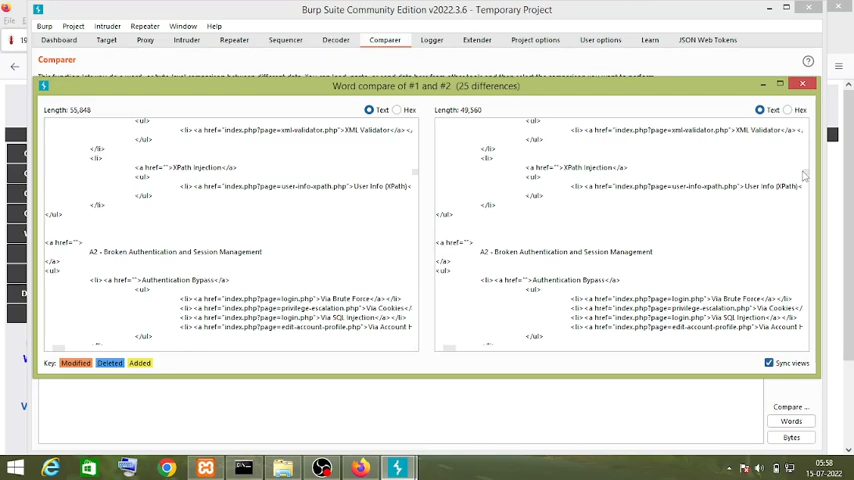 Burp Suite Community Edition v2022.3.6 - Temporary Project
File
Burp Project Intruder Repeater Window Help
Dashboard Target Proxy Intruder Repeater Sequencer Decoder Comparer Logger Extender Project options User options Learn JSON Web Tokens
Comparer
Word compare of #1 and #2 (25 differences)
Length: 55,848 Text Hex
Length: 49,560 Text Hex
<ul>
<li><a href="index.php?page=xml-validator.php">XML Validator</a></
</ul>
</li>
<li>
<a href="">XPath Injection</a>
<ul>
<li><a href="index.php?page=user-info-xpath.php">User Info (XPath)<
</ul>
</li>
</ul>
<a href="">
A2 - Broken Authentication and Session Management
</a>
<ul>
<li><a href="">Authentication Bypass</a>
<ul>
<li><a href="index.php?page=login.php">Via Brute Force</a></li>
<li><a href="index.php?page=privilege-escalation.php">Via Cookies<
<li><a href="index.php?page=login.php">Via SQL Injection</a></li>
<li><a href="index.php?page=edit-account-profile.php">Via Account H
</ul>
<ul>
<li><a href="index.php?page=xml-validator.php">XML Validator</a><
</ul>
</li>
<li>
<a href="">XPath Injection</a>
<ul>
<li><a href="index.php?page=user-info-xpath.php">User Info (XPath)<
</ul>
</li>
</ul>
<a href="">
A2 - Broken Authentication and Session Management
</a>
<ul>
<li><a href="">Authentication Bypass</a>
<ul>
<li><a href="index.php?page=login.php">Via Brute Force</a></li>
<li><a href="index.php?page=privilege-escalation.php">Via Cookies</
<li><a href="index.php?page=login.php">Via SQL Injection</a></li>
<li><a href="index.php?page=edit-account-profile.php">Via Account H
</ul>
Key: Modified Deleted Added
Sync views
Compare ...
Words
Bytes
05:58
15-07-2022